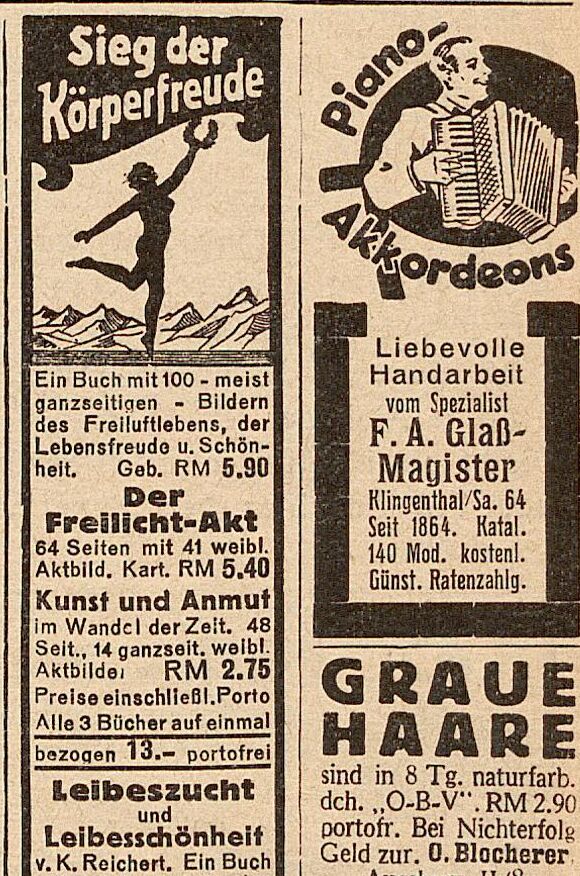 Sieg der
Körperfreude
Ein Buch mit 100 - meist
ganzseitigen - Bildern
des Freiluftlebens, der
Lebensfreude u. Schön-
heit. Geb. RM 5.90
Der
Freilicht-Akt
64 Seiten mit 41 weibl.
Aktbild. Kart. RM 5.40
Kunst und Anmut
im Wandel der Zeit. 48
Seit., 14 ganzseit. weibl.
Aktbilder RM 2.75
Preise einschließl. Porto
Alle 3 Bücher auf einmal
bezogen 13.- portofrei
Leibeszucht
und
Leibesschönheit
v. K. Reichert. Ein Buch
Piano-
Akkordeons
Liebevolle
Handarbeit
vom Spezialist
F. A. Glaß-
Magister
Klingenthal/Sa. 64
Seit 1864. Katal.
140 Mod. kostenl.
Günst. Ratenzahlg.
GRAUE
HAARE
sind in 8 Tg. naturfarb.
dch. „O-B-V“. RM 2.90
portofr. Bei Nichterfolg
Geld zur. O. Blocherer,